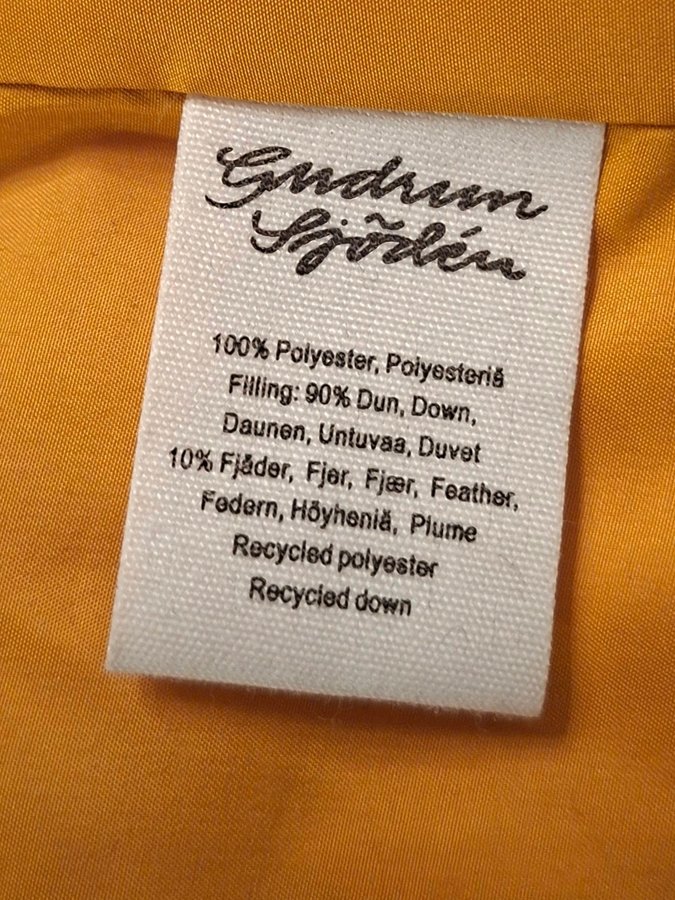 Gudrun
Sjödén
100% Polyester, Polyesteriä
Filling: 90% Dun, Down,
Daunen, Untuvaa, Duvet
10% Fjäder, Fjer, Fjær, Feather,
Federn, Höyheniä, Plume
Recycled polyester
Recycled down